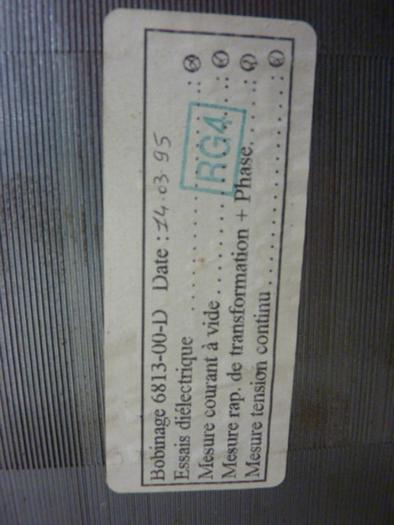 Bobinage 6813-00-D Date : 14.03 95
Essais diélectrique ..........:
Mesure courant à vide ..........:
Mesure rap. de transformation + Phase.....:
Mesure tension continu ....................:
RG4